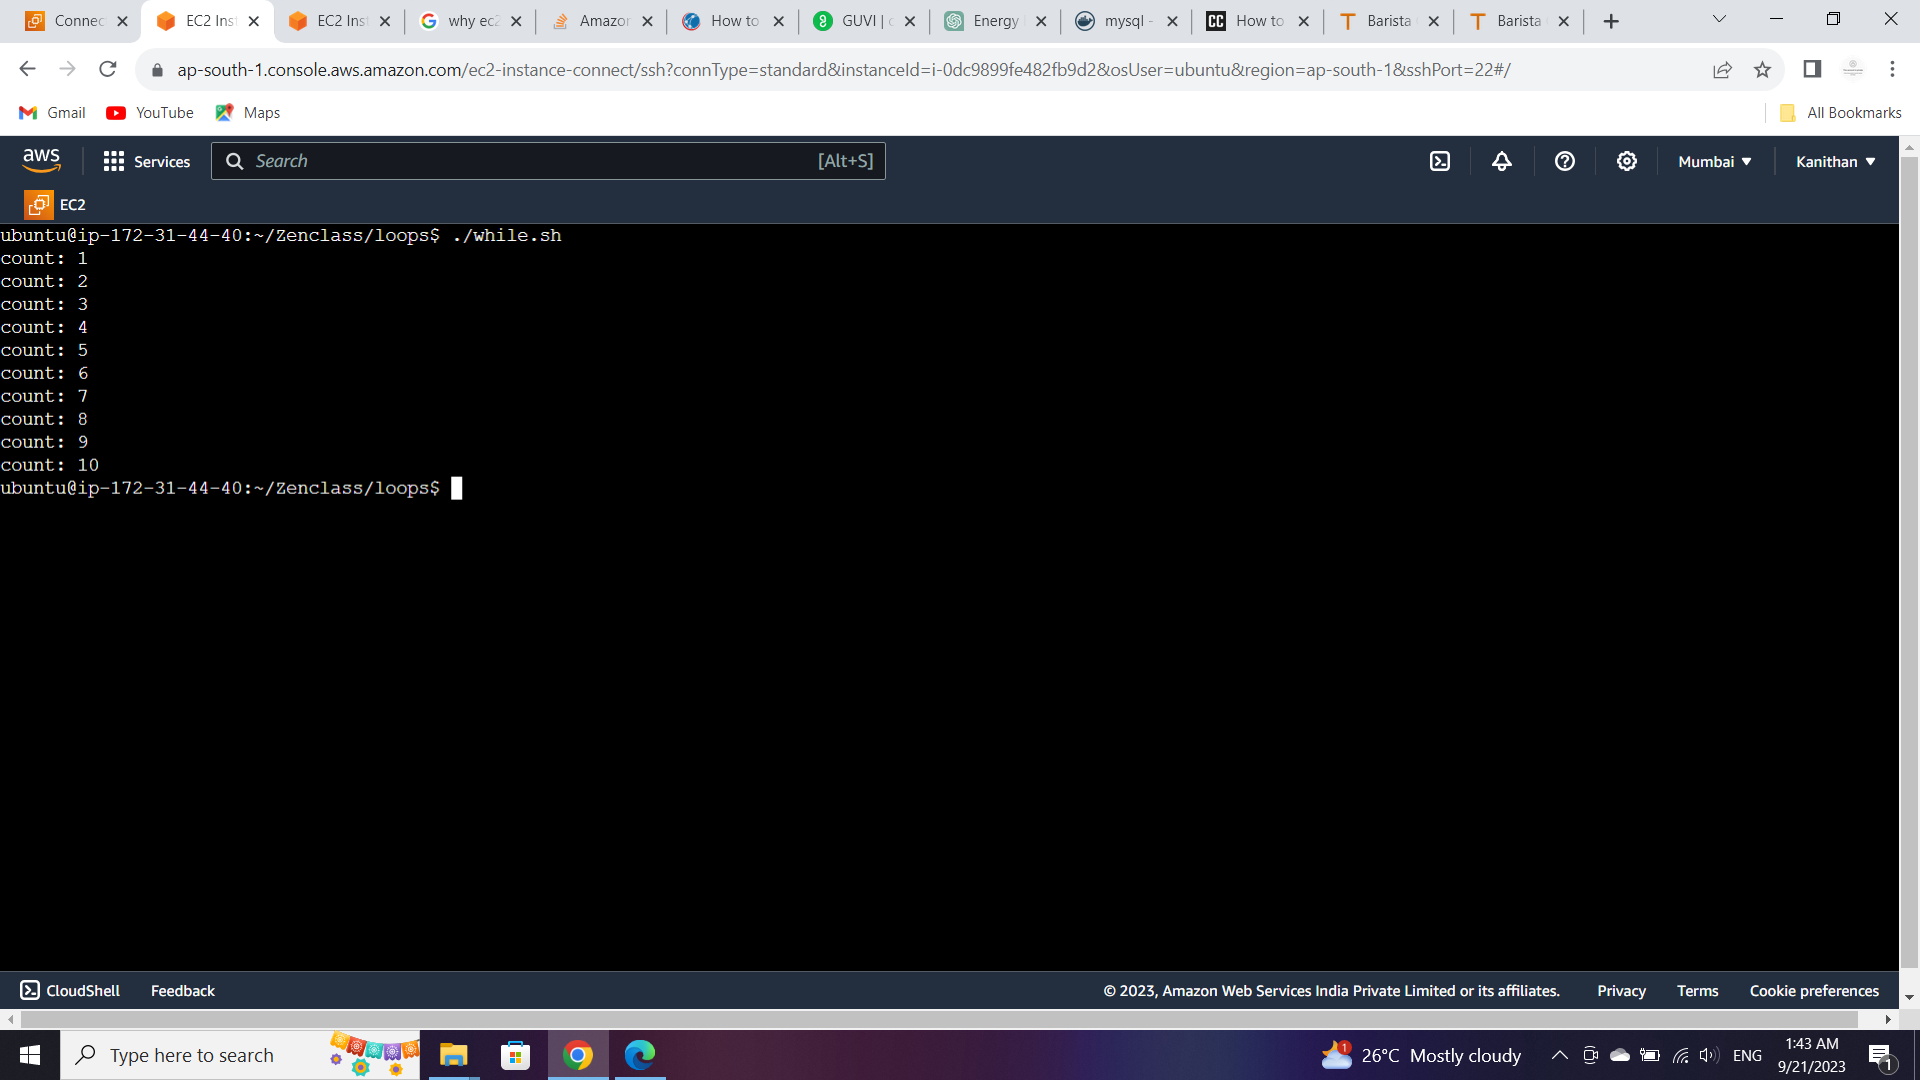 Connec
EC2 Inst
EC2 Inst
why ec2
Amazon
How to
GUVI | c
Energy
mysql -
How to
Barista
Barista
ap-south-1.console.aws.amazon.com/ec2-instance-connect/ssh?connType=standard&instanceId=i-0dc9899fe482fb9d2&osUser=ubuntu&region=ap-south-1&sshPort=22#/
Gmail
YouTube
Maps
All Bookmarks
aws
Services
Search
[Alt+S]
Mumbai
Kanithan
EC2
ubuntu@ip-172-31-44-40:~/Zenclass/loops$ ./while.sh
count: 1
count: 2
count: 3
count: 4
count: 5
count: 6
count: 7
count: 8
count: 9
count: 10
ubuntu@ip-172-31-44-40:~/Zenclass/loops$
CloudShell
Feedback
© 2023, Amazon Web Services India Private Limited or its affiliates.
Privacy
Terms
Cookie preferences
Type here to search
1
26°C Mostly cloudy
ENG
1:43 AM
9/21/2023
1